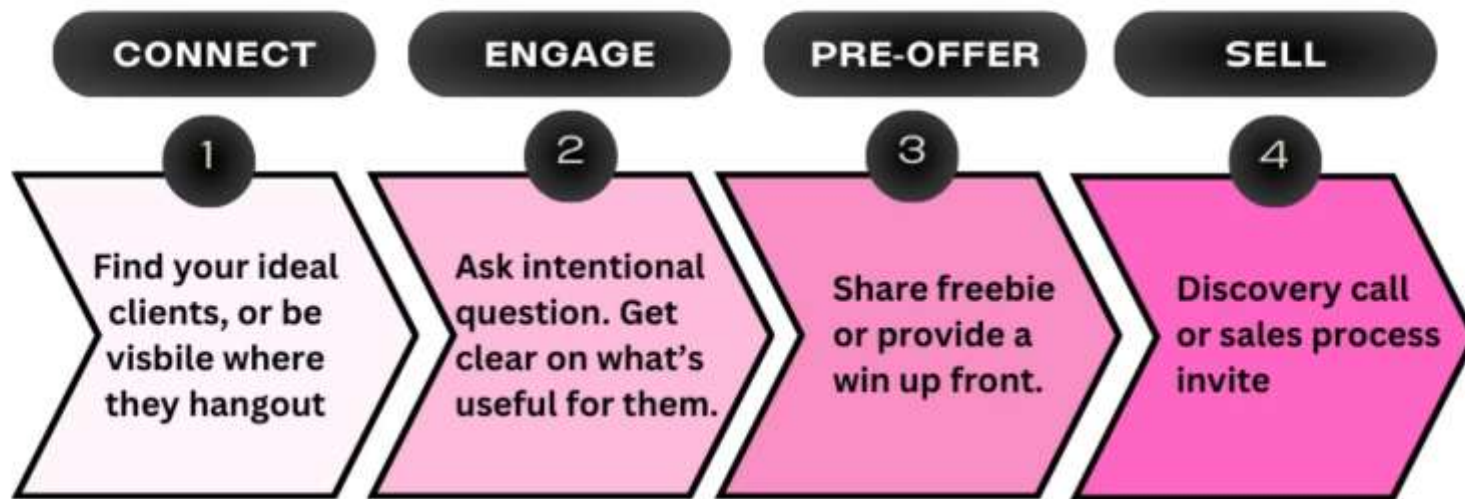 CONNECT
ENGAGE
PRE-OFFER
SELL
1
2
3
4
Find your ideal
clients, or be
visbile where
they hangout
Ask intentional
question. Get
clear on what's
useful for them.
Share freebie
or provide a
win up front.
Discovery call
or sales process
invite